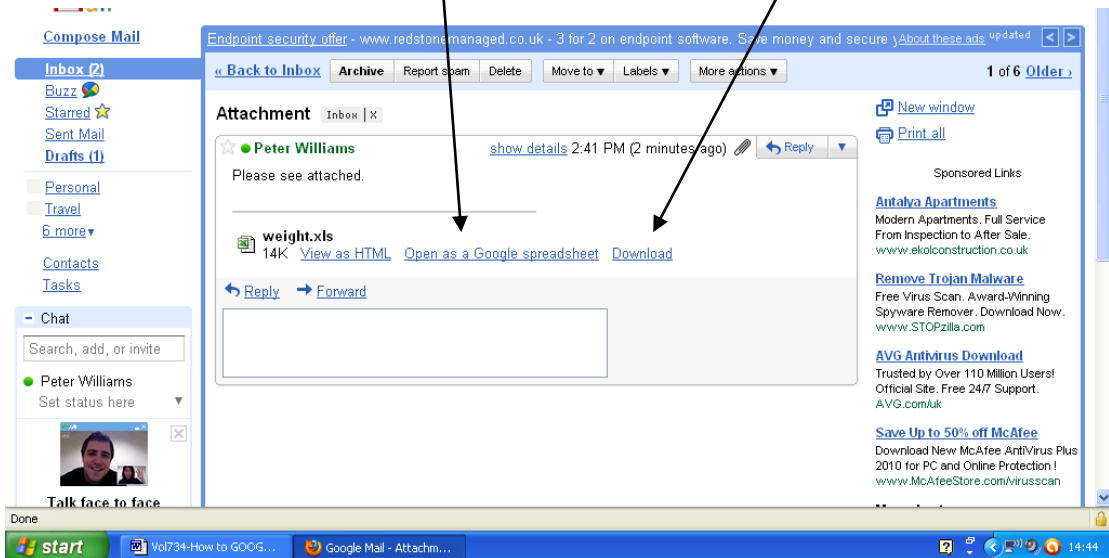 Compose Mail
Endpoint security offer - www.redstonemanaged.co.uk - 3 for 2 on endpoint software. Save money and secure y About these ads updated < >
Inbox (2)
Buzz
Starred
Sent Mail
Drafts (1)
Personal
Travel
6 more ▾
Contacts
Tasks
« Back to Inbox Archive Report spam Delete Move to ▾ Labels ▾ More actions ▾ 1 of 6 Older ›
Attachment Inbox | X
Peter Williams show details 2:41 PM (2 minutes ago) Reply ▾
Please see attached.
weight.xls
14K View as HTML Open as a Google spreadsheet Download
Reply Forward
New window
Print all
Sponsored Links
Antalya Apartments
Modern Apartments. Full Service
From Inspection to After Sale.
www.ekolconstruction.co.uk
Remove Trojan Malware
Free Virus Scan. Award-Winning
Spyware Remover. Download Now.
www.STOPzilla.com
AVG Antivirus Download
Trusted by Over 110 Million Users!
Official Site. Free 24/7 Support.
AVG.com/uk
Save Up to 50% off McAfee
Download New McAfee AntiVirus Plus
2010 for PC and Online Protection !
www.McAfeeStore.com/virusscan
− Chat
Search, add, or invite
Peter Williams
Set status here ▾
X
Talk face to face
Done
start Vol734-How to GOOG... Google Mail - Attachm... ? 14:44